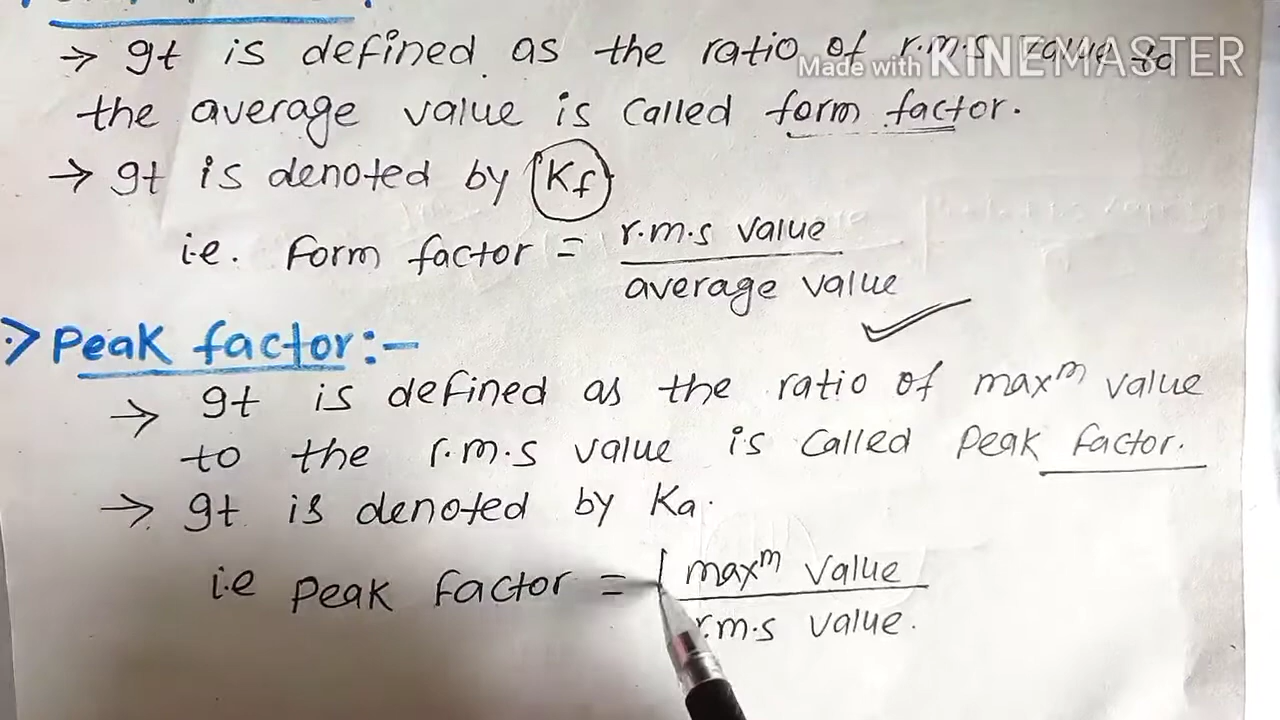 → It is defined as the ratio of r.m.s value to
Made with KINEMASTER
the average value is called form factor.
→ It is denoted by Kf
i.e. Form factor = r.m.s value
average value
:> Peak factor:-
→ It is defined as the ratio of maxᵐ value
to the r.m.s value is called Peak factor.
→ It is denoted by Ka.
i.e Peak factor = maxᵐ value
r.m.s value.